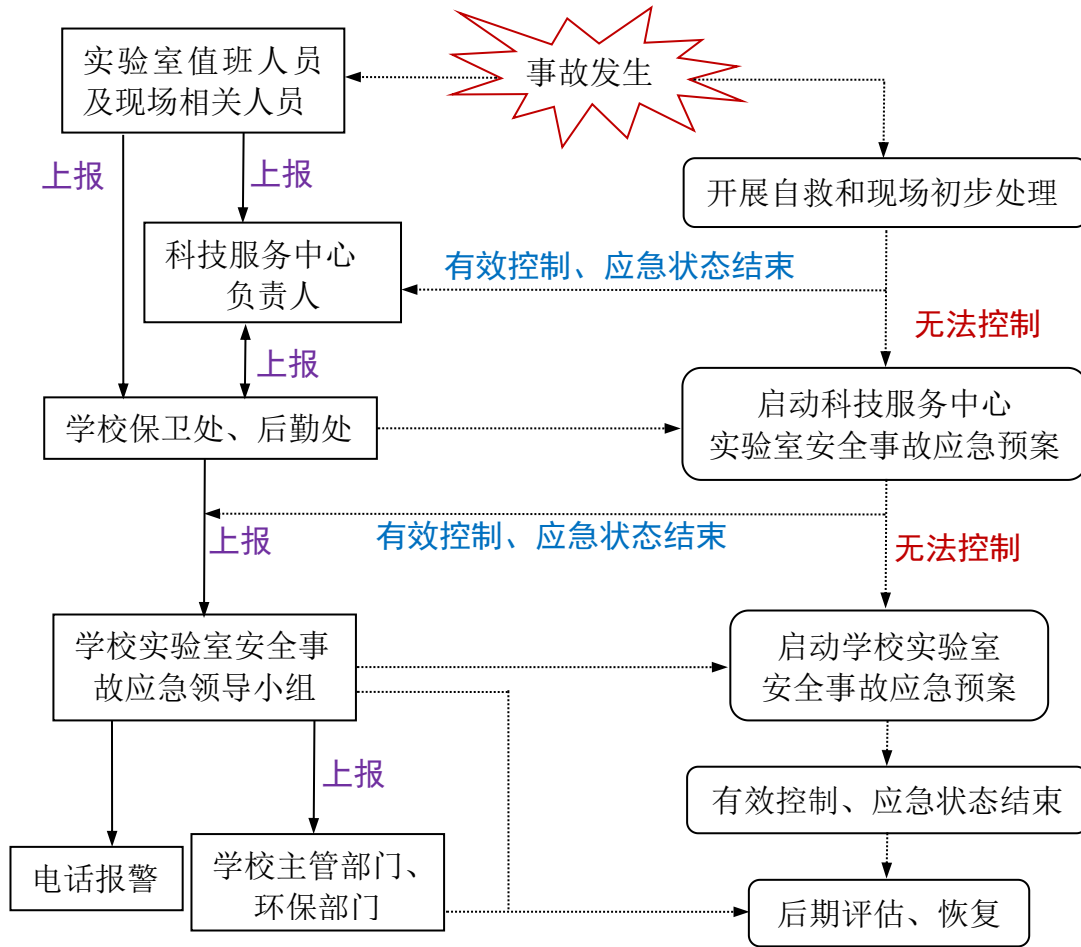 事故发生
实验室值班人员
及现场相关人员
上报
上报
开展自救和现场初步处理
科技服务中心
负责人
有效控制、应急状态结束
无法控制
上报
学校保卫处、后勤处
启动科技服务中心
实验室安全事故应急预案
上报
有效控制、应急状态结束
无法控制
学校实验室安全事
故应急领导小组
启动学校实验室
安全事故应急预案
上报
有效控制、应急状态结束
电话报警
学校主管部门、
环保部门
后期评估、恢复